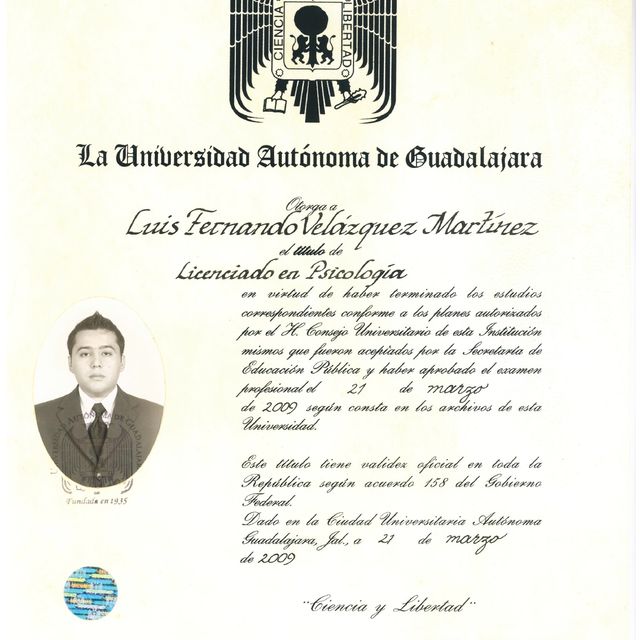 CIENCIA
LIBERTAD
La Universidad Autónoma de Guadalajara
Otorga a
Luis Fernando Velázquez Martínez
el título de
Licenciado en Psicología
en virtud de haber terminado los estudios
correspondientes conforme a los planes autorizados
por el H. Consejo Universitario de esta Institución
mismos que fueron aceptados por la Secretaría de
Educación Pública y haber aprobado el examen
profesional el 21 de marzo
de 2009 según consta en los archivos de esta
Universidad.
Fundada en 1935
Este título tiene validez oficial en toda la
República según acuerdo 158 del Gobierno
Federal.
Dado en la Ciudad Universitaria Autónoma
Guadalajara, Jal., a 21 de marzo
de 2009
"Ciencia y Libertad"